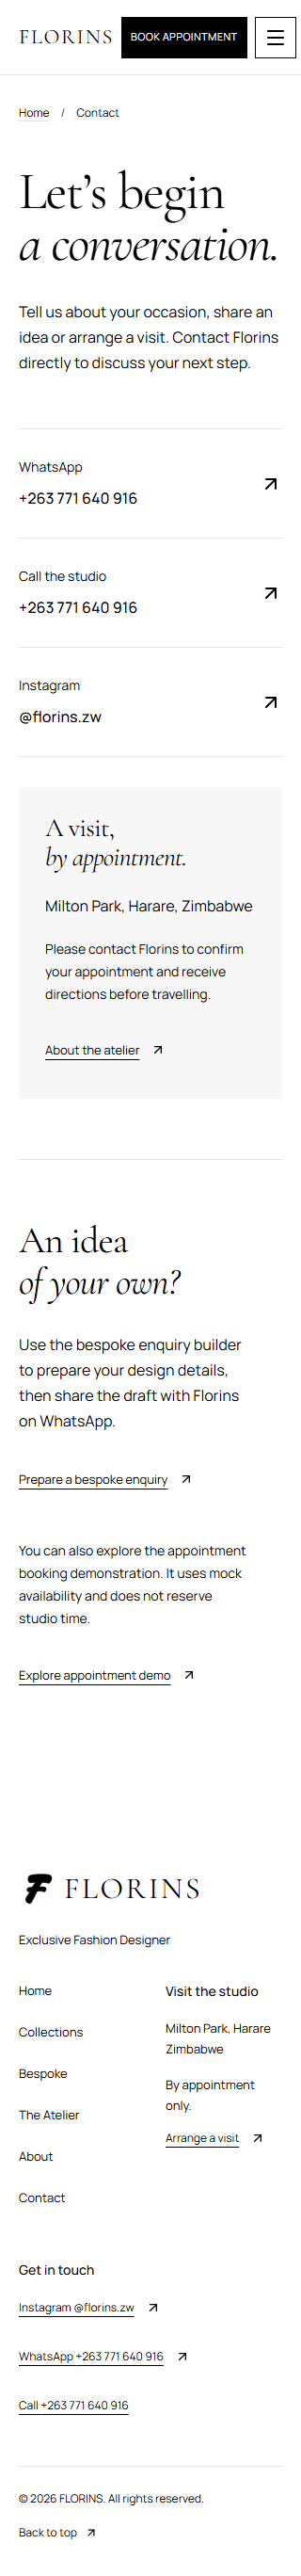 FLORINS
BOOK APPOINTMENT
Home / Contact
Let’s begin
a conversation.
Tell us about your occasion, share an
idea or arrange a visit. Contact Florins
directly to discuss your next step.
WhatsApp
+263 771 640 916
Call the studio
+263 771 640 916
Instagram
@florins.zw
A visit,
by appointment.
Milton Park, Harare, Zimbabwe
Please contact Florins to confirm
your appointment and receive
directions before travelling.
About the atelier
An idea
of your own?
Use the bespoke enquiry builder
to prepare your design details,
then share the draft with Florins
on WhatsApp.
Prepare a bespoke enquiry
You can also explore the appointment
booking demonstration. It uses mock
availability and does not reserve
studio time.
Explore appointment demo
F FLORINS
Exclusive Fashion Designer
Home
Collections
Bespoke
The Atelier
About
Contact
Visit the studio
Milton Park, Harare
Zimbabwe
By appointment
only.
Arrange a visit
Get in touch
Instagram @florins.zw
WhatsApp +263 771 640 916
Call +263 771 640 916
© 2026 FLORINS. All rights reserved.
Back to top